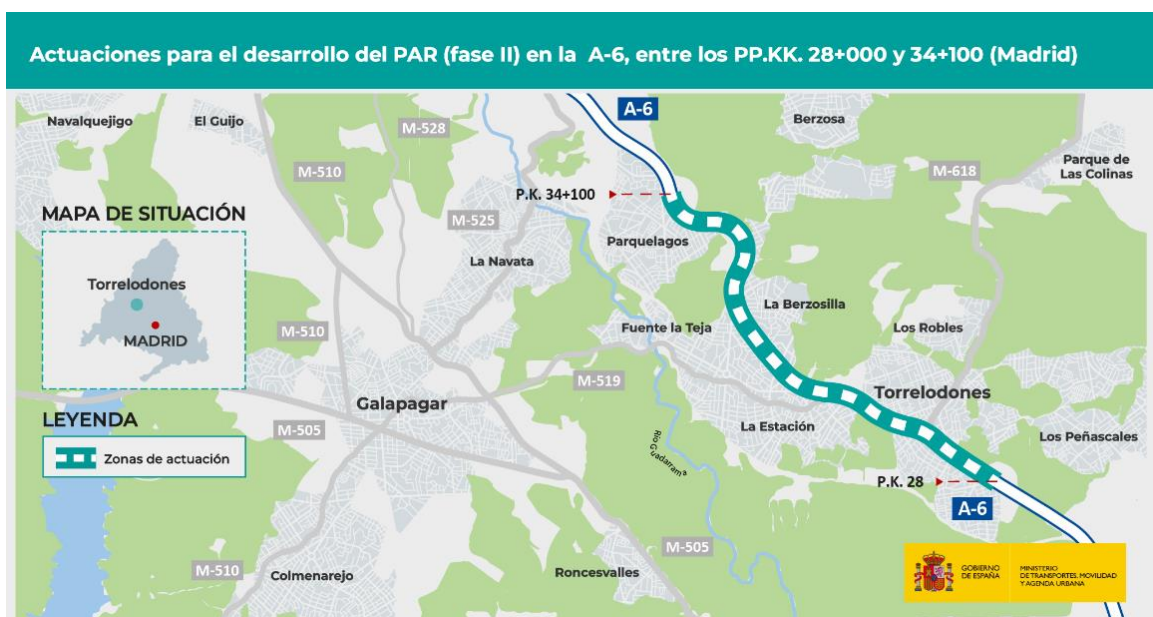 Actuaciones para el desarrollo del PAR (fase II) en la A-6, entre los PP.KK. 28+000 y 34+100 (Madrid)
Navalquejigo
El Guijo
M-528
A-6
Berzosa
M-510
M-618
Parque de
Las Colinas
P.K. 34+100
MAPA DE SITUACIÓN
M-525
Parquelagos
La Navata
Torrelodones
MADRID
La Berzosilla
M-510
Fuente la Teja
Los Robles
M-519
Galapagar
Torrelodones
LEYENDA
M-505
La Estación
Los Peñascales
Zonas de actuación
Río Guadarrama
P.K. 28
A-6
M-505
M-510
Colmenarejo
Roncesvalles
GOBIERNO
DE ESPAÑA
MINISTERIO
DE TRANSPORTES, MOVILIDAD
Y AGENDA URBANA